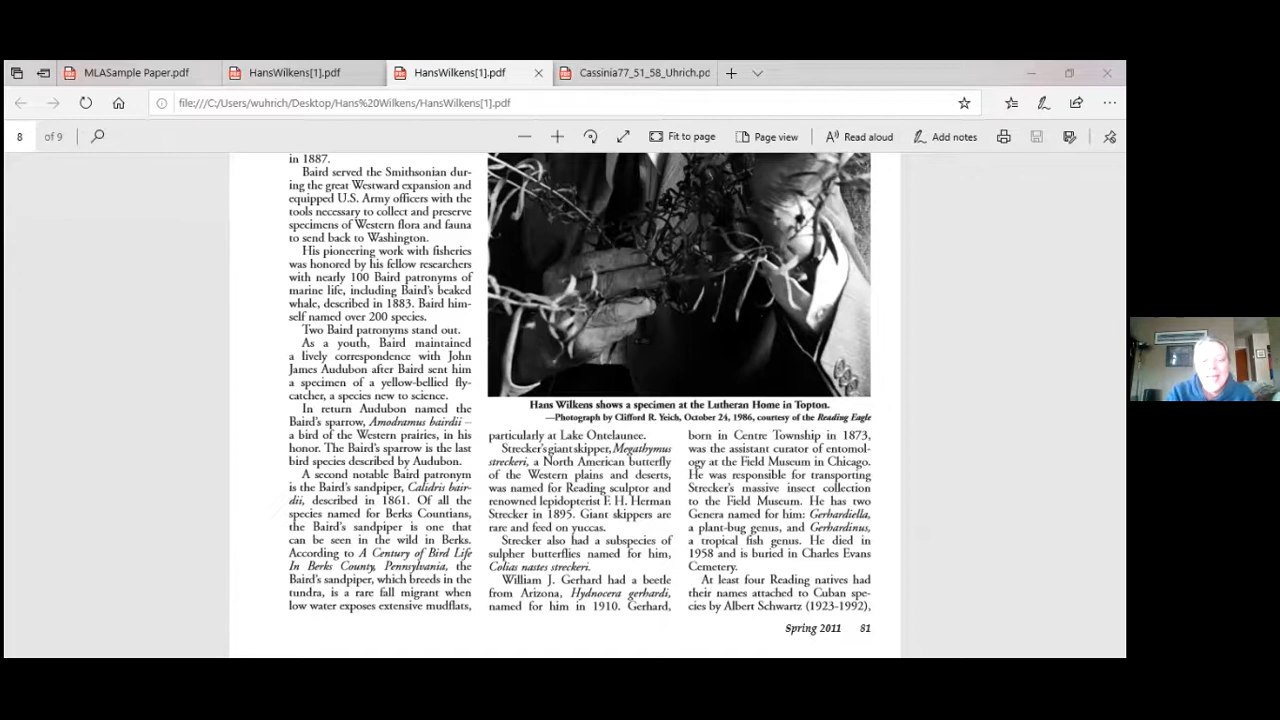 MLASample Paper.pdf
HansWilkens[1].pdf
HansWilkens[1].pdf
Cassinia77_51_58_Uhrich.pd
file:///C:/Users/wuhrich/Desktop/Hans%20Wilkens/HansWilkens[1].pdf
8 of 9
Fit to page
Page view
Read aloud
Add notes
in 1887.
Baird served the Smithsonian dur-
ing the great Westward expansion and
equipped U.S. Army officers with the
tools necessary to collect and preserve
specimens of Western flora and fauna
to send back to Washington.
His pioneering work with fisheries
was honored by his fellow researchers
with nearly 100 Baird patronyms of
marine life, including Baird's beaked
whale, described in 1883. Baird him-
self named over 200 species.
Two Baird patronyms stand out.
As a youth, Baird maintained
a lively correspondence with John
James Audubon after Baird sent him
a specimen of a yellow-bellied fly-
catcher, a species new to science.
In return Audubon named the
Baird's sparrow, Amodramus bairdii –
a bird of the Western prairies, in his
honor. The Baird's sparrow is the last
bird species described by Audubon.
A second notable Baird patronym
is the Baird's sandpiper, Calidris bair-
dii, described in 1861. Of all the
species named for Berks Countians,
the Baird's sandpiper is one that
can be seen in the wild in Berks.
According to A Century of Bird Life
In Berks County, Pennsylvania, the
Baird's sandpiper, which breeds in the
tundra, is a rare fall migrant when
low water exposes extensive mudflats,
Hans Wilkens shows a specimen at the Lutheran Home in Topton.
—Photograph by Clifford R. Yeich, October 24, 1986, courtesy of the Reading Eagle
particularly at Lake Ontelaunee.
Strecker's giant skipper, Megathymus
streckeri, a North American butterfly
of the Western plains and deserts,
was named for Reading sculptor and
renowned lepidopterist F. H. Herman
Strecker in 1895. Giant skippers are
rare and feed on yuccas.
Strecker also had a subspecies of
sulpher butterflies named for him,
Colias nastes streckeri.
William J. Gerhard had a beetle
from Arizona, Hydnocera gerhardi,
named for him in 1910. Gerhard,
born in Centre Township in 1873,
was the assistant curator of entomol-
ogy at the Field Museum in Chicago.
He was responsible for transporting
Strecker's massive insect collection
to the Field Museum. He has two
Genera named for him: Gerhardiella,
a plant-bug genus, and Gerhardinus,
a tropical fish genus. He died in
1958 and is buried in Charles Evans
Cemetery.
At least four Reading natives had
their names attached to Cuban spe-
cies by Albert Schwartz (1923-1992),
Spring 2011 81